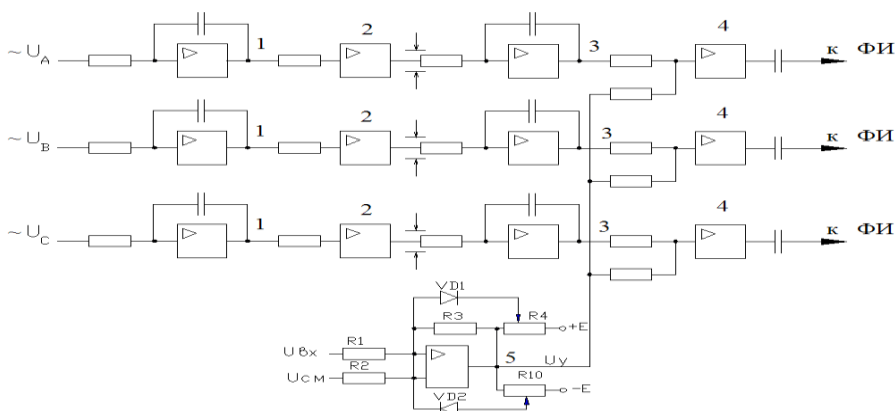 ~U_A 1 2 3 4 к ФИ
~U_B 1 2 3 4 к ФИ
~U_C 1 2 3 4 к ФИ
VD1
R3 R4 +E
Uвх R1 5 Uу
Uсм R2 R10 -E
VD2